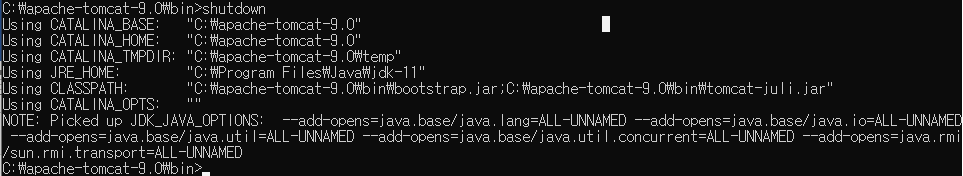 C:₩apache-tomcat-9.0₩bin>shutdown
Using CATALINA_BASE:   "C:₩apache-tomcat-9.0"
Using CATALINA_HOME:   "C:₩apache-tomcat-9.0"
Using CATALINA_TMPDIR: "C:₩apache-tomcat-9.0₩temp"
Using JRE_HOME:        "C:₩Program Files₩Java₩jdk-11"
Using CLASSPATH:       "C:₩apache-tomcat-9.0₩bin₩bootstrap.jar;C:₩apache-tomcat-9.0₩bin₩tomcat-juli.jar"
Using CATALINA_OPTS:   ""
NOTE: Picked up JDK_JAVA_OPTIONS:  --add-opens=java.base/java.lang=ALL-UNNAMED --add-opens=java.base/java.io=ALL-UNNAMED
 --add-opens=java.base/java.util=ALL-UNNAMED --add-opens=java.base/java.util.concurrent=ALL-UNNAMED --add-opens=java.rmi
/sun.rmi.transport=ALL-UNNAMED
C:₩apache-tomcat-9.0₩bin>